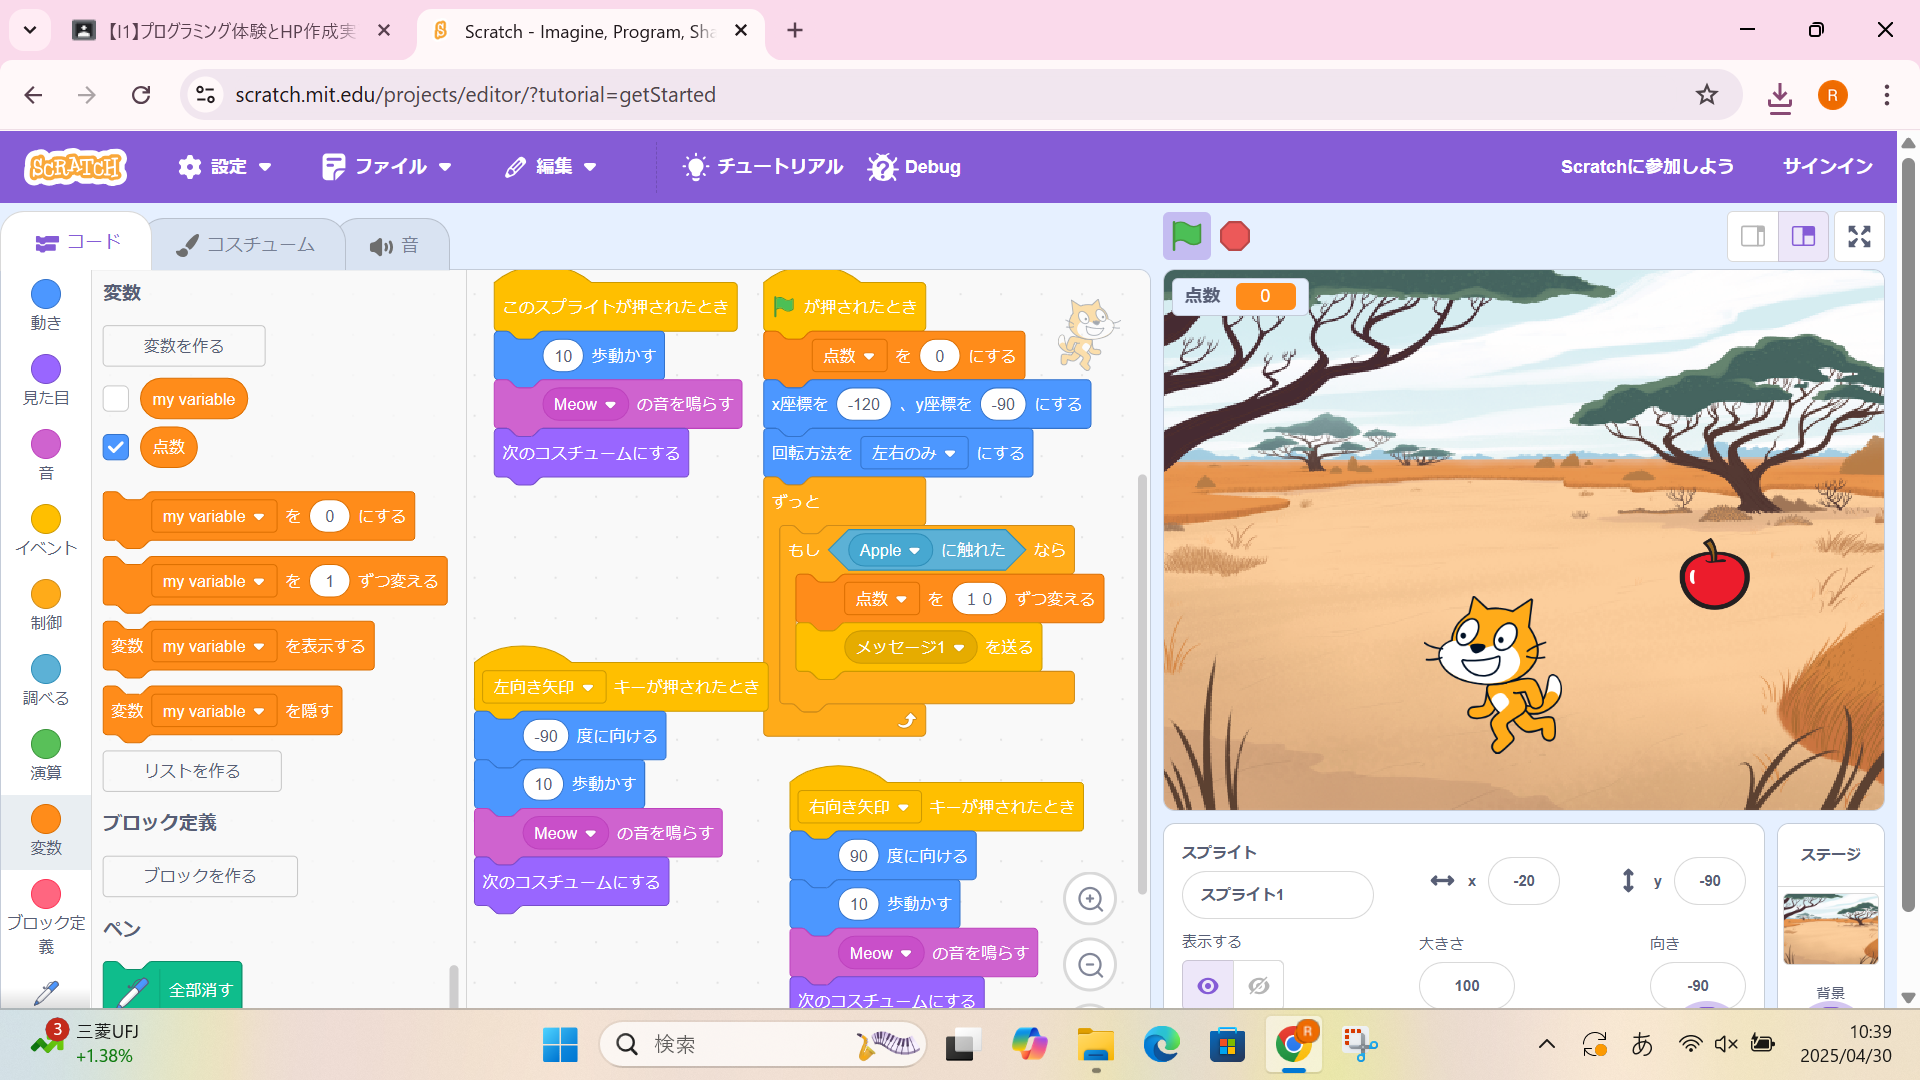 【I1】プログラミング体験とHP作成実
Scratch - Imagine, Program, Sha
scratch.mit.edu/projects/editor/?tutorial=getStarted
R
SCRATCH
設定
ファイル
編集
チュートリアル
Debug
Scratchに参加しよう
サインイン
コード
コスチューム
音
動き
見た目
音
イベント
制御
調べる
演算
変数
ブロック定
義
変数
変数を作る
my variable
点数
my variable を 0 にする
my variable を 1 ずつ変える
変数 my variable を表示する
変数 my variable を隠す
リストを作る
ブロック定義
ブロックを作る
ペン
全部消す
このスプライトが押されたとき
10 歩動かす
Meow の音を鳴らす
次のコスチュームにする
左向き矢印 キーが押されたとき
-90 度に向ける
10 歩動かす
Meow の音を鳴らす
次のコスチュームにする
が押されたとき
点数 を 0 にする
x座標を -120 、y座標を -90 にする
回転方法を 左右のみ にする
ずっと
もし Apple に触れた なら
点数 を １０ ずつ変える
メッセージ1 を送る
右向き矢印 キーが押されたとき
90 度に向ける
10 歩動かす
Meow の音を鳴らす
次のコスチュームにする
点数 0
スプライト
スプライト1
x -20
y -90
表示する
大きさ
100
向き
-90
ステージ
背景
3
三菱UFJ
+1.38%
検索
R
あ
10:39
2025/04/30